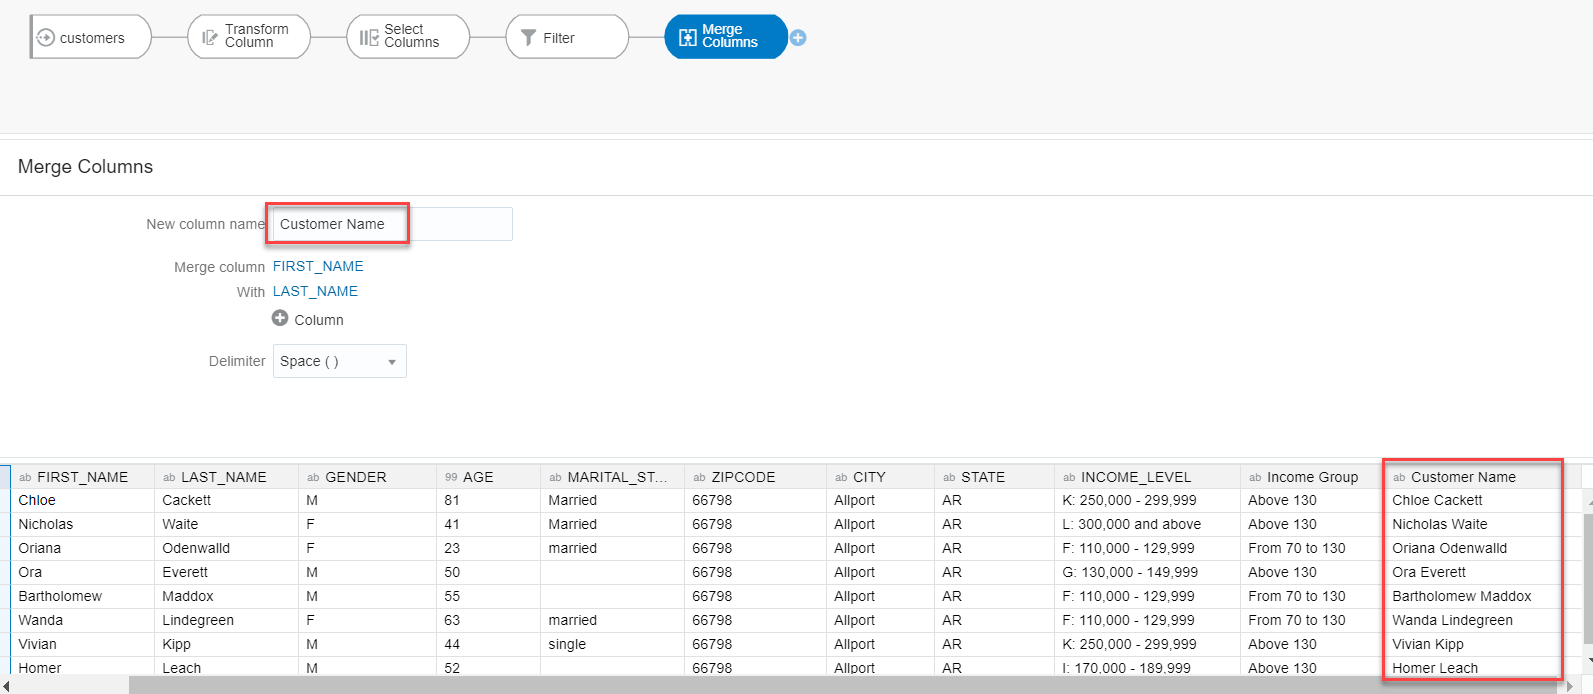 customers
Transform
Column
Select
Columns
Filter
Merge
Columns
Merge Columns
New column name Customer Name
Merge column FIRST_NAME
With LAST_NAME
Column
Delimiter Space ( )
ab FIRST_NAME ab LAST_NAME ab GENDER 99 AGE ab MARITAL_ST... ab ZIPCODE ab CITY ab STATE ab INCOME_LEVEL ab Income Group ab Customer Name
Chloe Cackett M 81 Married 66798 Allport AR K: 250,000 - 299,999 Above 130 Chloe Cackett
Nicholas Waite F 41 Married 66798 Allport AR L: 300,000 and above Above 130 Nicholas Waite
Oriana Odenwalld F 23 married 66798 Allport AR F: 110,000 - 129,999 From 70 to 130 Oriana Odenwalld
Ora Everett M 50 66798 Allport AR G: 130,000 - 149,999 Above 130 Ora Everett
Bartholomew Maddox M 55 66798 Allport AR F: 110,000 - 129,999 From 70 to 130 Bartholomew Maddox
Wanda Lindegreen F 63 married 66798 Allport AR F: 110,000 - 129,999 From 70 to 130 Wanda Lindegreen
Vivian Kipp M 44 single 66798 Allport AR K: 250,000 - 299,999 Above 130 Vivian Kipp
Homer Leach M 52 66798 Allport AR I: 170,000 - 189,999 Above 130 Homer Leach